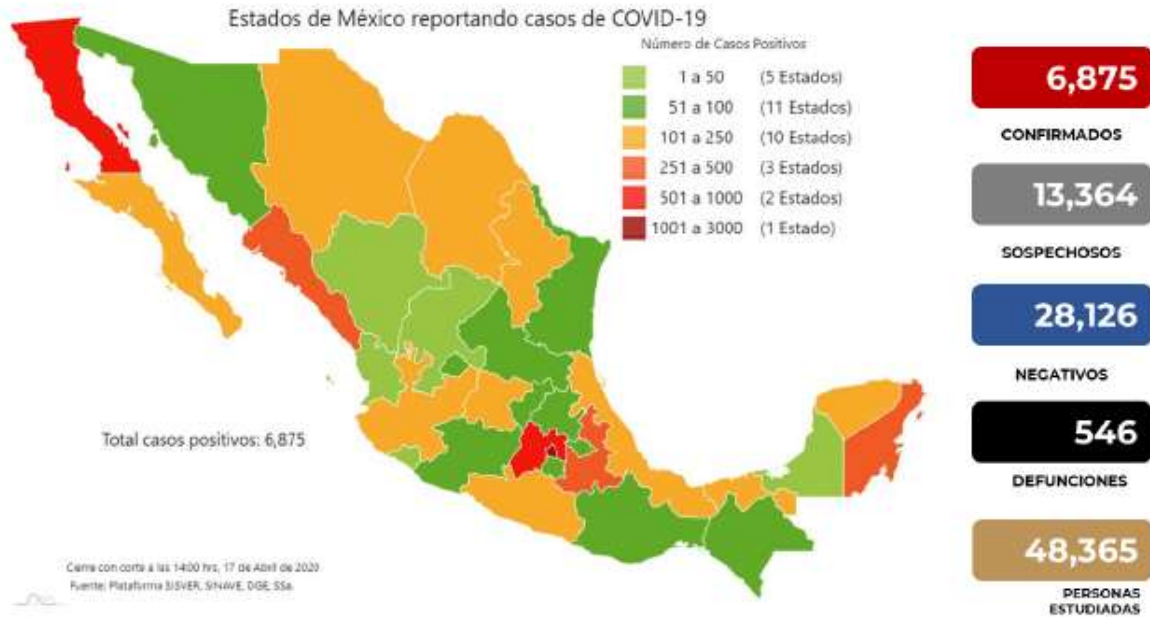 Estados de México reportando casos de COVID-19
Número de Casos Positivos
1 a 50 (5 Estados)
51 a 100 (11 Estados)
101 a 250 (10 Estados)
251 a 500 (3 Estados)
501 a 1000 (2 Estados)
1001 a 3000 (1 Estado)
Total casos positivos: 6,875
Cierre con corte a las 14:00 hrs, 17 de Abril de 2020
Fuente: Plataforma SISVER, SINAVE, DGE, SSa.
6,875
CONFIRMADOS
13,364
SOSPECHOSOS
28,126
NEGATIVOS
546
DEFUNCIONES
48,365
PERSONAS
ESTUDIADAS